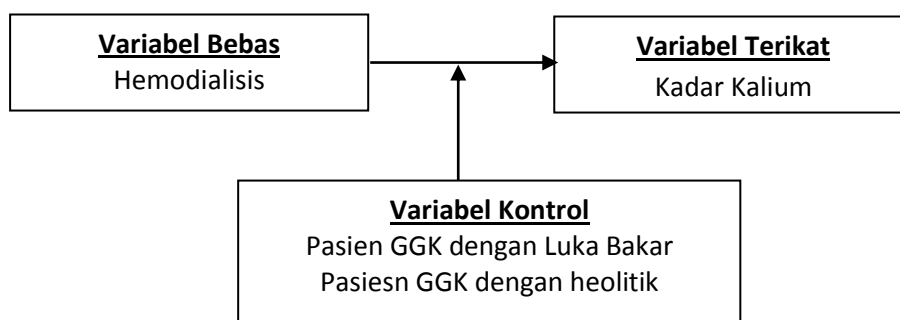 Variabel Bebas
Hemodialisis
Variabel Terikat
Kadar Kalium
Variabel Kontrol
Pasien GGK dengan Luka Bakar
Pasiesn GGK dengan heolitik